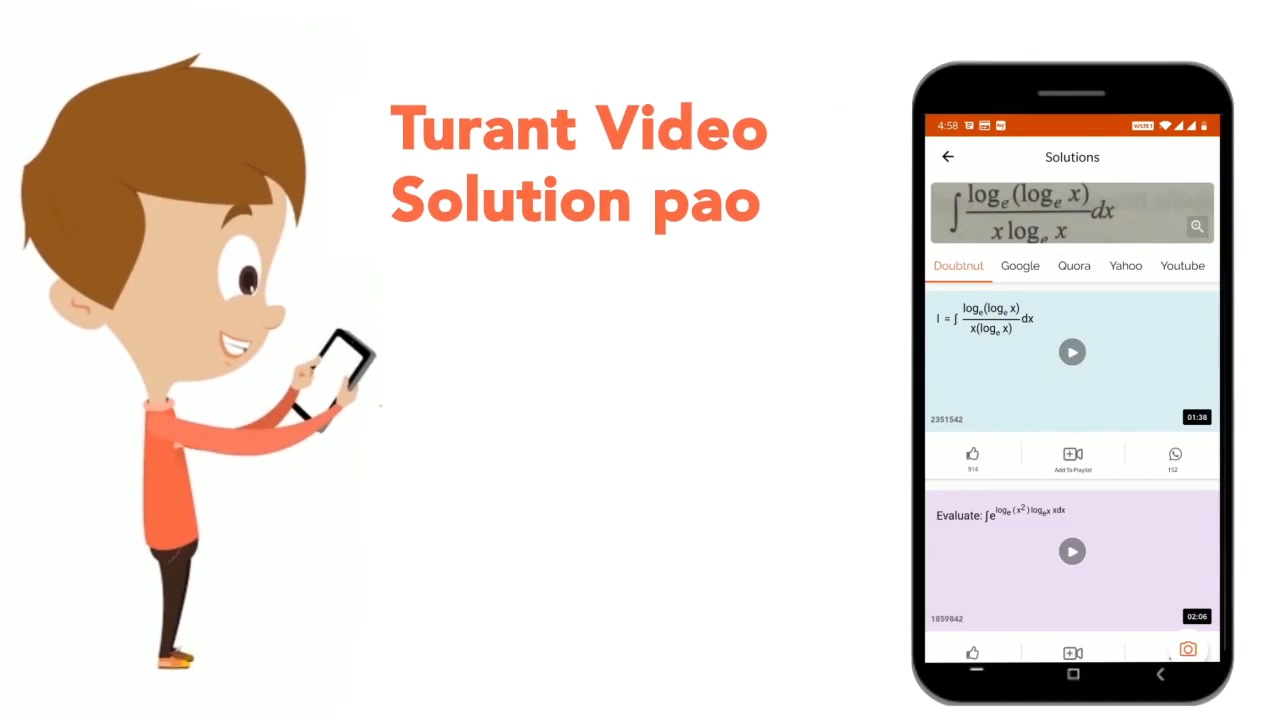 Turant Video
Solution pao
4:58
VoLTE
Solutions
∫ logₑ(logₑ x) / x logₑ x dx
Doubtnut Google Quora Yahoo Youtube
I = ∫ logₑ(logₑ x) / x(logₑ x) dx
2351542 01:38
914 Add To Playlist 152
Evaluate: ∫e^logₑ(x²)logₑx xdx
1859842 02:06